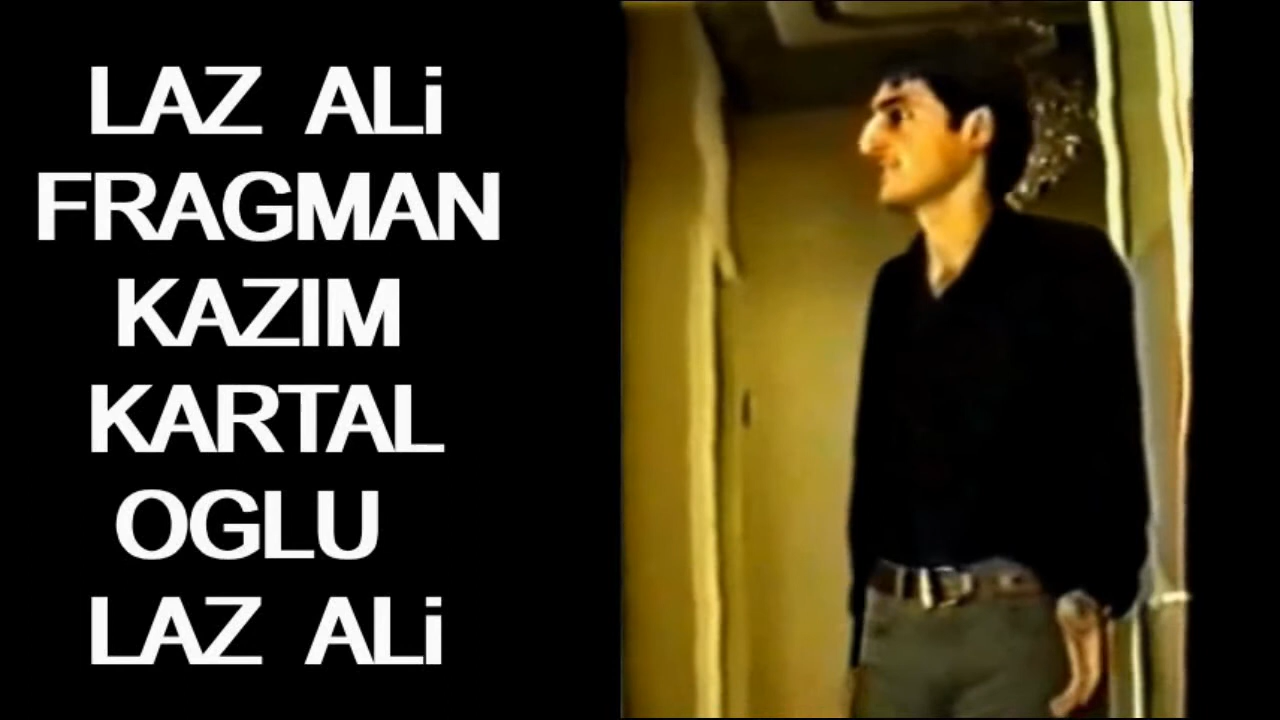 LAZ ALi
FRAGMAN
KAZIM
KARTAL
OGLU
LAZ ALi